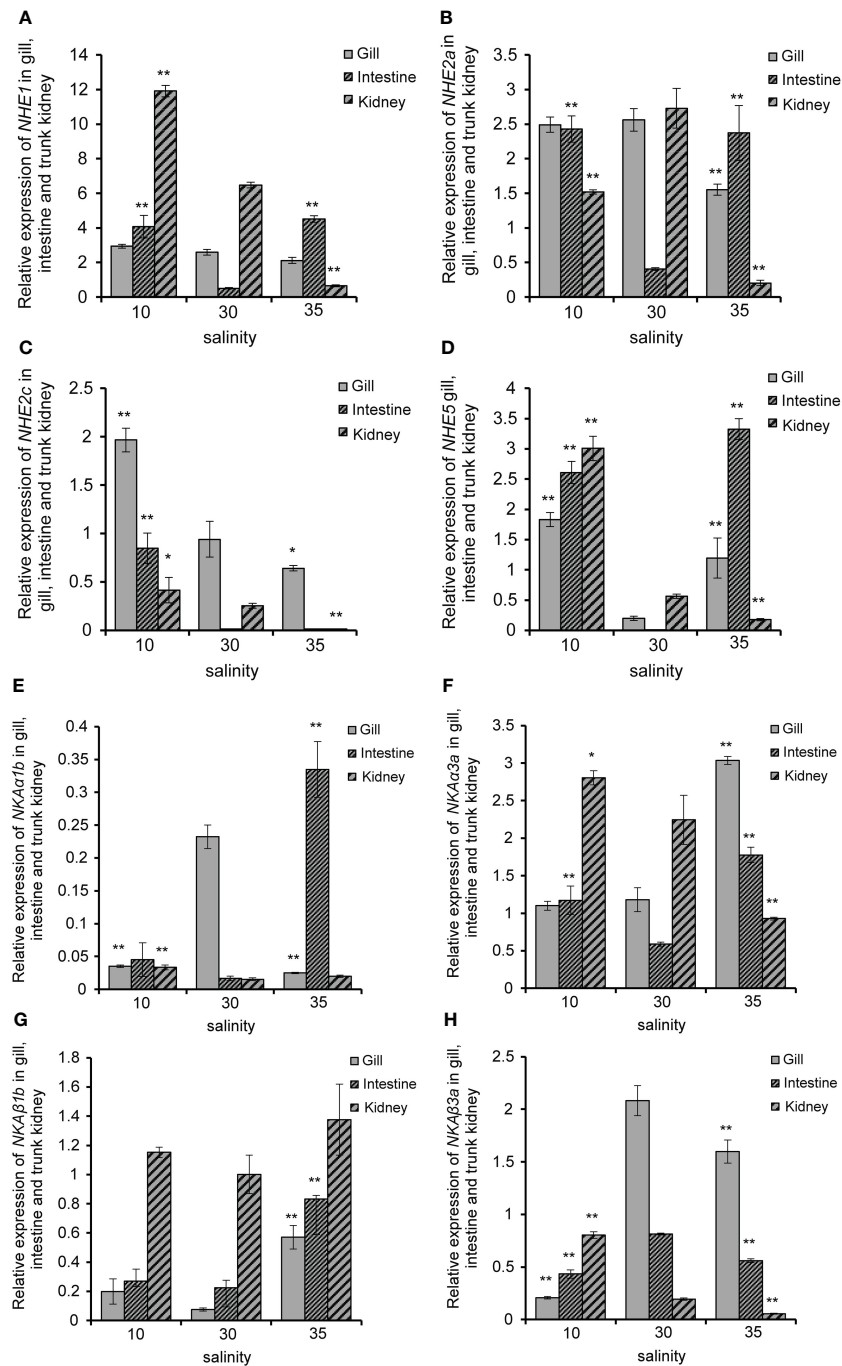 A
Relative expression of NHE1 in gill,
intestine and trunk kidney
14
12
10
8
6
4
2
0
**
**
**
**
10
30
35
salinity
Gill
Intestine
Kidney
B
Relative expression of NHE2a in
gill, intestine and trunk kidney
3.5
3
2.5
2
1.5
1
0.5
0
**
**
**
**
**
10
30
35
salinity
Gill
Intestine
Kidney
C
Relative expression of NHE2c in
gill, intestine and trunk kidney
2.5
2
1.5
1
0.5
0
**
**
*
*
**
10
30
35
salinity
Gill
Intestine
Kidney
D
Relative expression of NHE5 gill,
intestine and trunk kidney
4
3.5
3
2.5
2
1.5
1
0.5
0
**
**
**
**
**
**
10
30
35
salinity
Gill
Intestine
Kidney
E
Relative expression of NKAα1b in gill,
intestine and trunk kidney
0.4
0.35
0.3
0.25
0.2
0.15
0.1
0.05
0
**
**
**
**
10
30
35
salinity
Gill
Intestine
Kidney
F
Relative expression of NKAα3a in gill,
intestine and trunk kidney
3.5
3
2.5
2
1.5
1
0.5
0
**
*
**
**
**
10
30
35
salinity
Gill
Intestine
Kidney
G
Relative expression of NKAβ1b in gill,
intestine and trunk kidney
1.8
1.6
1.4
1.2
1
0.8
0.6
0.4
0.2
0
**
**
10
30
35
salinity
Gill
Intestine
Kidney
H
Relative expression of NKAβ3a in gill,
intestine and trunk kidney
2.5
2
1.5
1
0.5
0
**
**
**
**
**
**
10
30
35
salinity
Gill
Intestine
Kidney